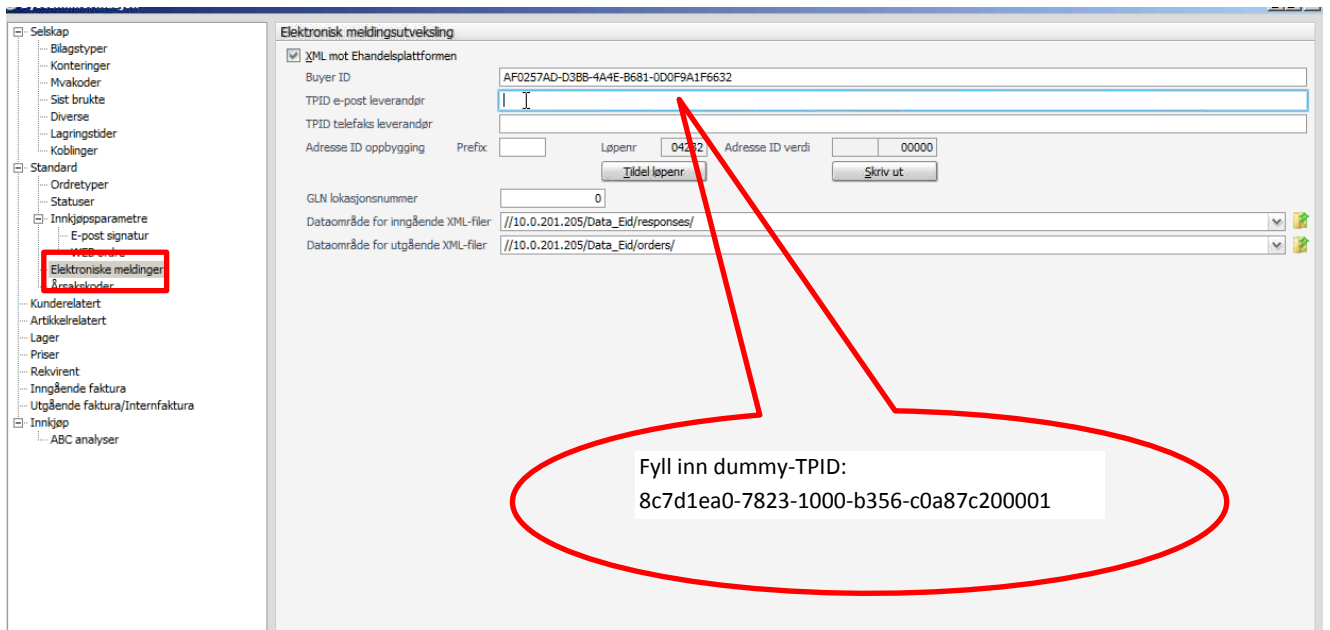 Selskap
Bilagstyper
Konteringer
Mvakoder
Sist brukte
Diverse
Lagringstider
Koblinger
Standard
Ordretyper
Statuser
Innkjøpsparametre
E-post signatur
WEB ordre
Elektroniske meldinger
Årsakskoder
Kunderelatert
Artikkelrelatert
Lager
Priser
Rekvirent
Inngående faktura
Utgående faktura/Internfaktura
Innkjøp
ABC analyser
Elektronisk meldingsutveksling
XML mot Ehandelsplattformen
Buyer ID AF0257AD-D3BB-4A4E-B681-0D0F9A1F6632
TPID e-post leverandør
TPID telefaks leverandør
Adresse ID oppbygging Prefix Løpenr Adresse ID verdi 00000
Tildel løpenr Skriv ut
GLN lokasjonsnummer 0
Dataområde for inngående XML-filer //10.0.201.205/Data_Eid/responses/
Dataområde for utgående XML-filer //10.0.201.205/Data_Eid/orders/
Fyll inn dummy-TPID:
8c7d1ea0-7823-1000-b356-c0a87c200001